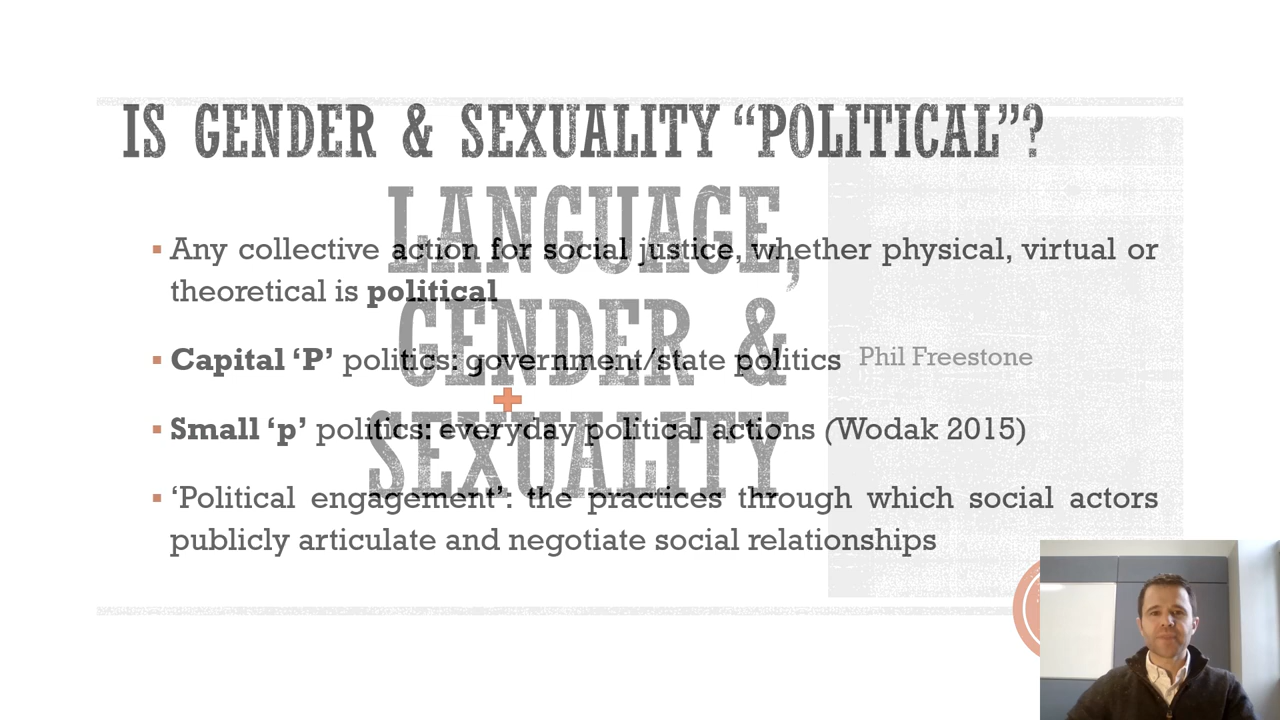 IS GENDER & SEXUALITY “POLITICAL”?
LANGUAGE,
GENDER &
SEXUALITY
Any collective action for social justice, whether physical, virtual or
theoretical is political
Capital ‘P’ politics: government/state politics
Phil Freestone
Small ‘p’ politics: everyday political actions (Wodak 2015)
‘Political engagement’: the practices through which social actors
publicly articulate and negotiate social relationships